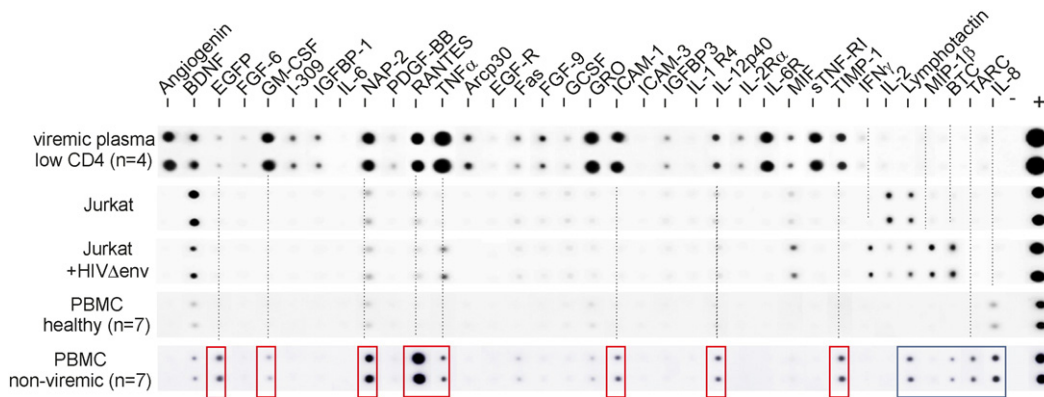 Angiogenin
BDNF
EGFP
FGF-6
GM-CSF
I-309
IGFBP-1
IL-6
NAP-2
PDGF-BB
RANTES
TNFα
Arcp30
EGF-R
Fas
FGF-9
GCSF
GRO
ICAM-1
ICAM-3
IGFBP3
IL-1 R4
IL-12p40
IL-2Rα
IL-6R
MIF
sTNF-RI
TIMP-1
IFNγ
IL-2
Lymphotactin
MIP-1β
BTC
TARC
IL-8
-
+
viremic plasma
low CD4 (n=4)
Jurkat
Jurkat
+HIVΔenv
PBMC
healthy (n=7)
PBMC
non-viremic (n=7)